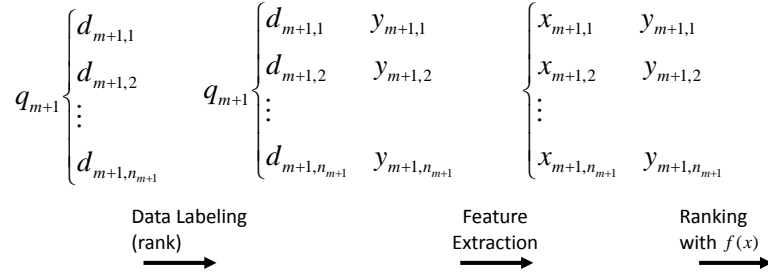 d_{m+1,1} d_{m+1,1} y_{m+1,1} x_{m+1,1} y_{m+1,1}
d_{m+1,2} d_{m+1,2} y_{m+1,2} x_{m+1,2} y_{m+1,2}
q_{m+1} { ⋮ q_{m+1} { ⋮ { ⋮
d_{m+1,n_{m+1}} d_{m+1,n_{m+1}} y_{m+1,n_{m+1}} x_{m+1,n_{m+1}} y_{m+1,n_{m+1}}
Data Labeling
(rank)
Feature
Extraction
Ranking
with f(x)